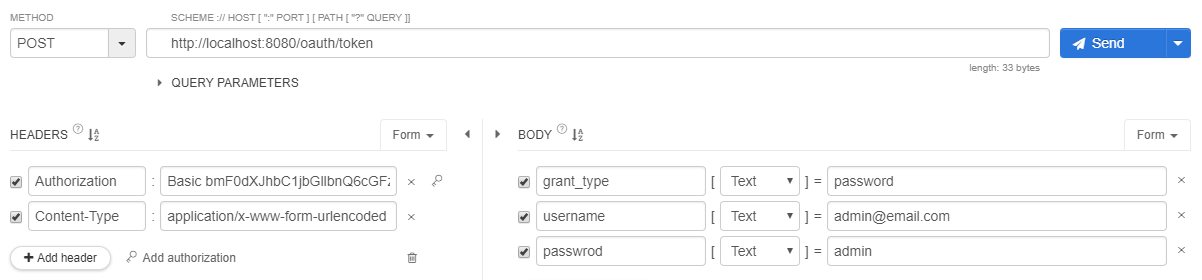 METHOD
SCHEME :// HOST [ ":" PORT ] [ PATH [ "?" QUERY ]]
POST
http://localhost:8080/oauth/token
Send
length: 33 bytes
QUERY PARAMETERS
HEADERS ? A Z
Form
BODY ? A Z
Form
Authorization : Basic bmF0dXJhbC1jbGllbnQ6cGFz ×
grant_type [ Text ] = password ×
Content-Type : application/x-www-form-urlencoded ×
username [ Text ] = admin@email.com ×
+ Add header
Add authorization
passwrod [ Text ] = admin ×